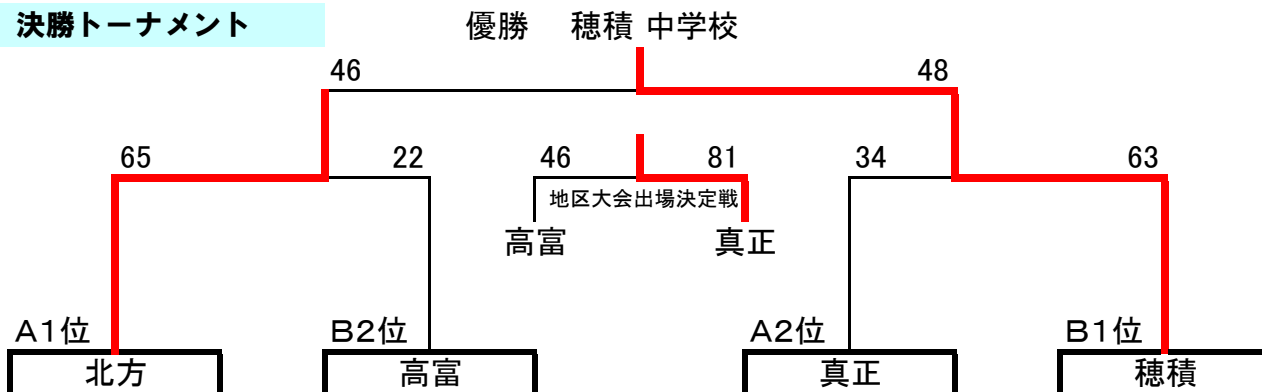 決勝トーナメント
優勝 穂積 中学校
46 48
65 22 46 81 34 63
地区大会出場決定戦
高富 真正
A1位 B2位 A2位 B1位
北方 高富 真正 穂積